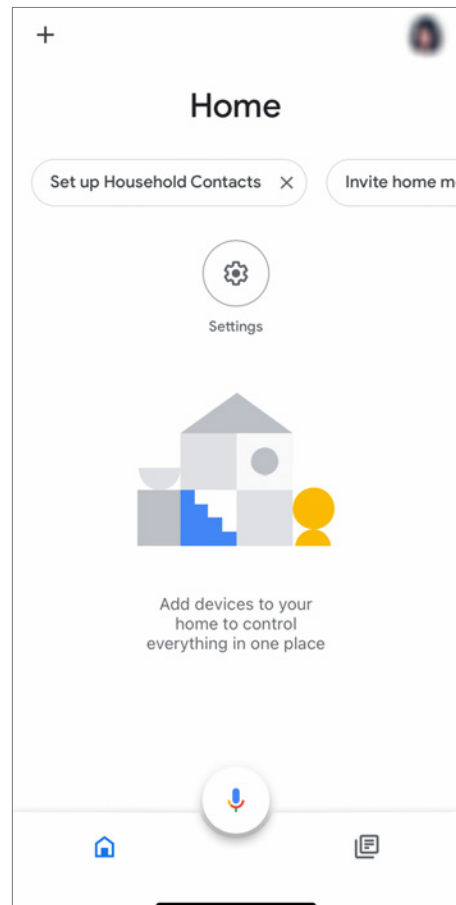 Home
Set up Household Contacts
Invite home m
Settings
Add devices to your
home to control
everything in one place